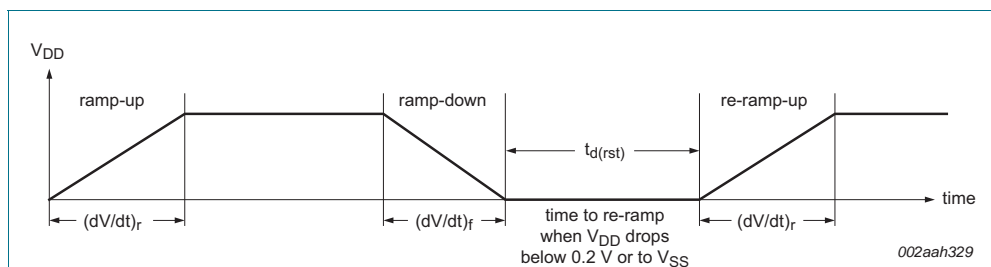 VDD
ramp-up
ramp-down
re-ramp-up
td(rst)
time
(dV/dt)r
(dV/dt)f
time to re-ramp
when VDD drops
below 0.2 V or to VSS
(dV/dt)r
002aah329